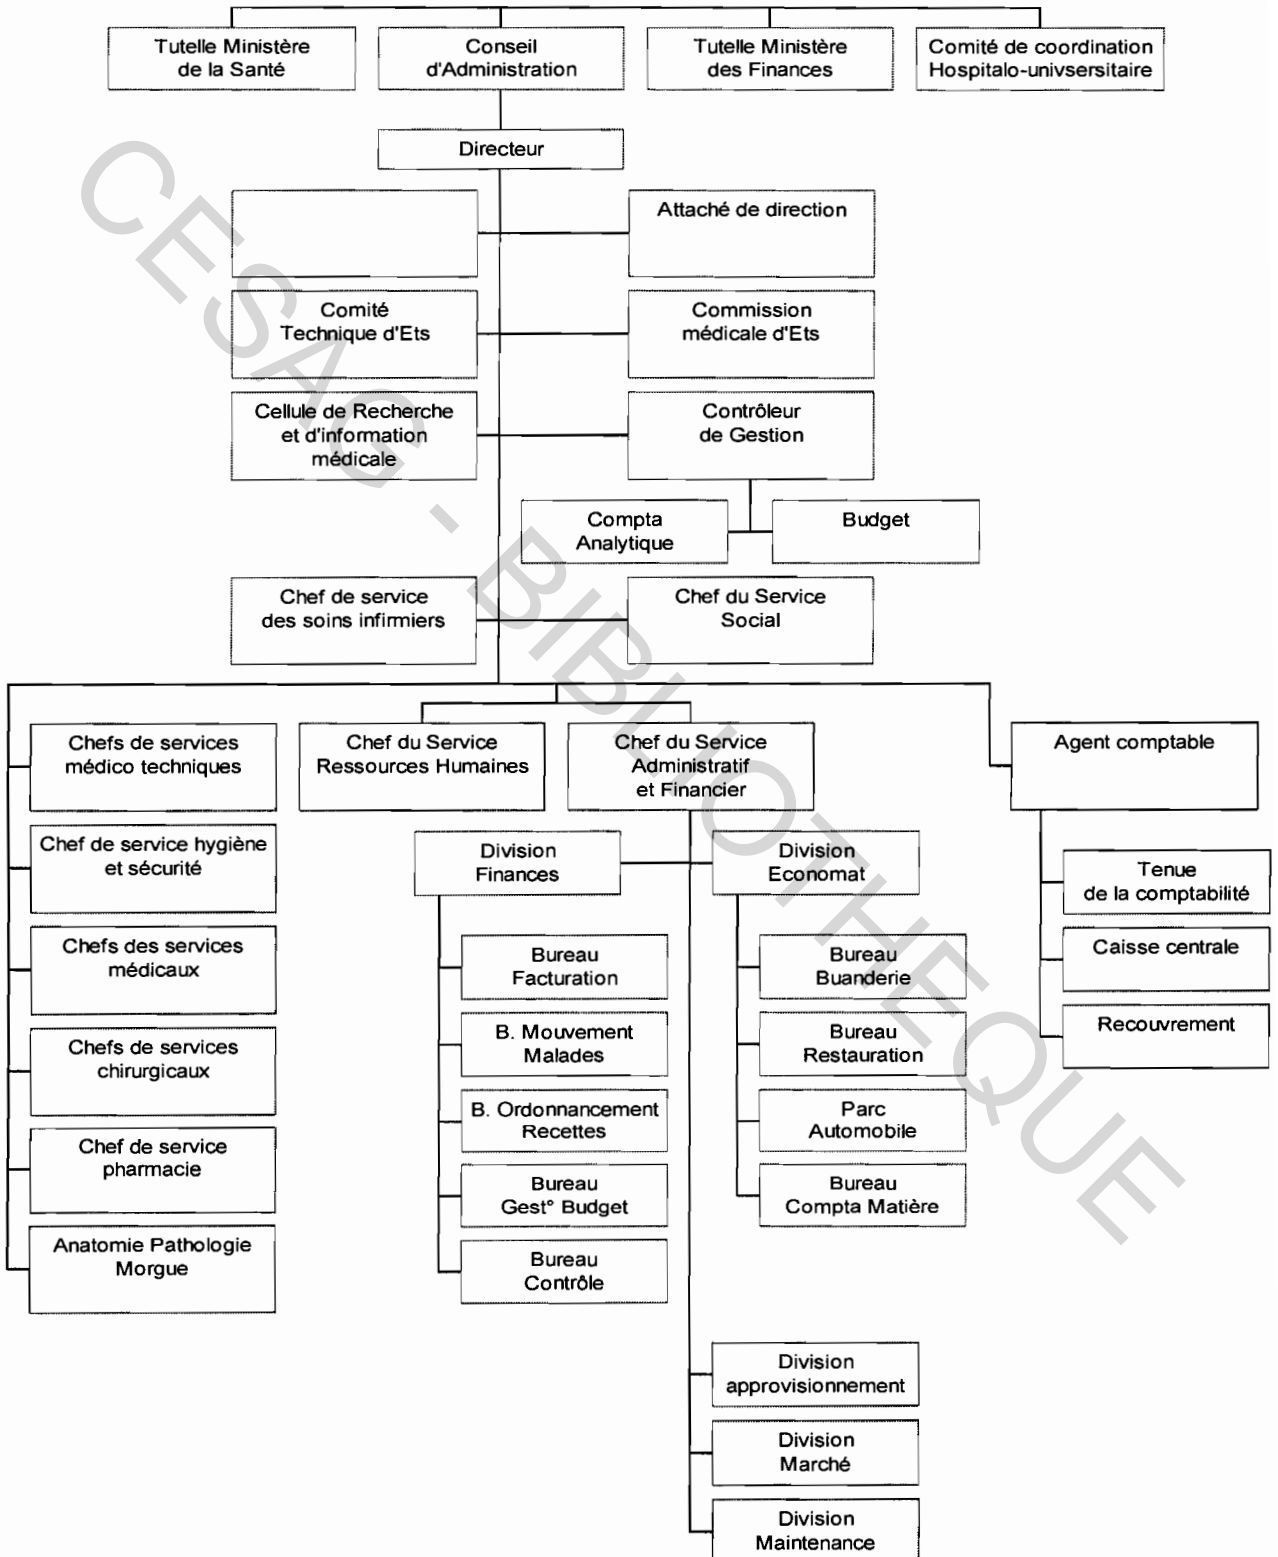 Tutelle Ministère
de la Santé
Conseil
d'Administration
Tutelle Ministère
des Finances
Comité de coordination
Hospitalo-univsersitaire
Directeur
Attaché de direction
Comité
Technique d'Ets
Commission
médicale d'Ets
Cellule de Recherche
et d'information
médicale
Contrôleur
de Gestion
Compta
Analytique
Budget
Chef de service
des soins infirmiers
Chef du Service
Social
Chefs de services
médico techniques
Chef de service hygiène
et sécurité
Chefs des services
médicaux
Chefs de services
chirurgicaux
Chef de service
pharmacie
Anatomie Pathologie
Morgue
Chef du Service
Ressources Humaines
Chef du Service
Administratif
et Financier
Division
Finances
Bureau
Facturation
B. Mouvement
Malades
B. Ordonnancement
Recettes
Bureau
Gest° Budget
Bureau
Contrôle
Division
Economat
Bureau
Buanderie
Bureau
Restauration
Parc
Automobile
Bureau
Compta Matière
Division
approvisionnement
Division
Marché
Division
Maintenance
Agent comptable
Tenue
de la comptabilité
Caisse centrale
Recouvrement
CESAG - BIBLIOTHEQUE